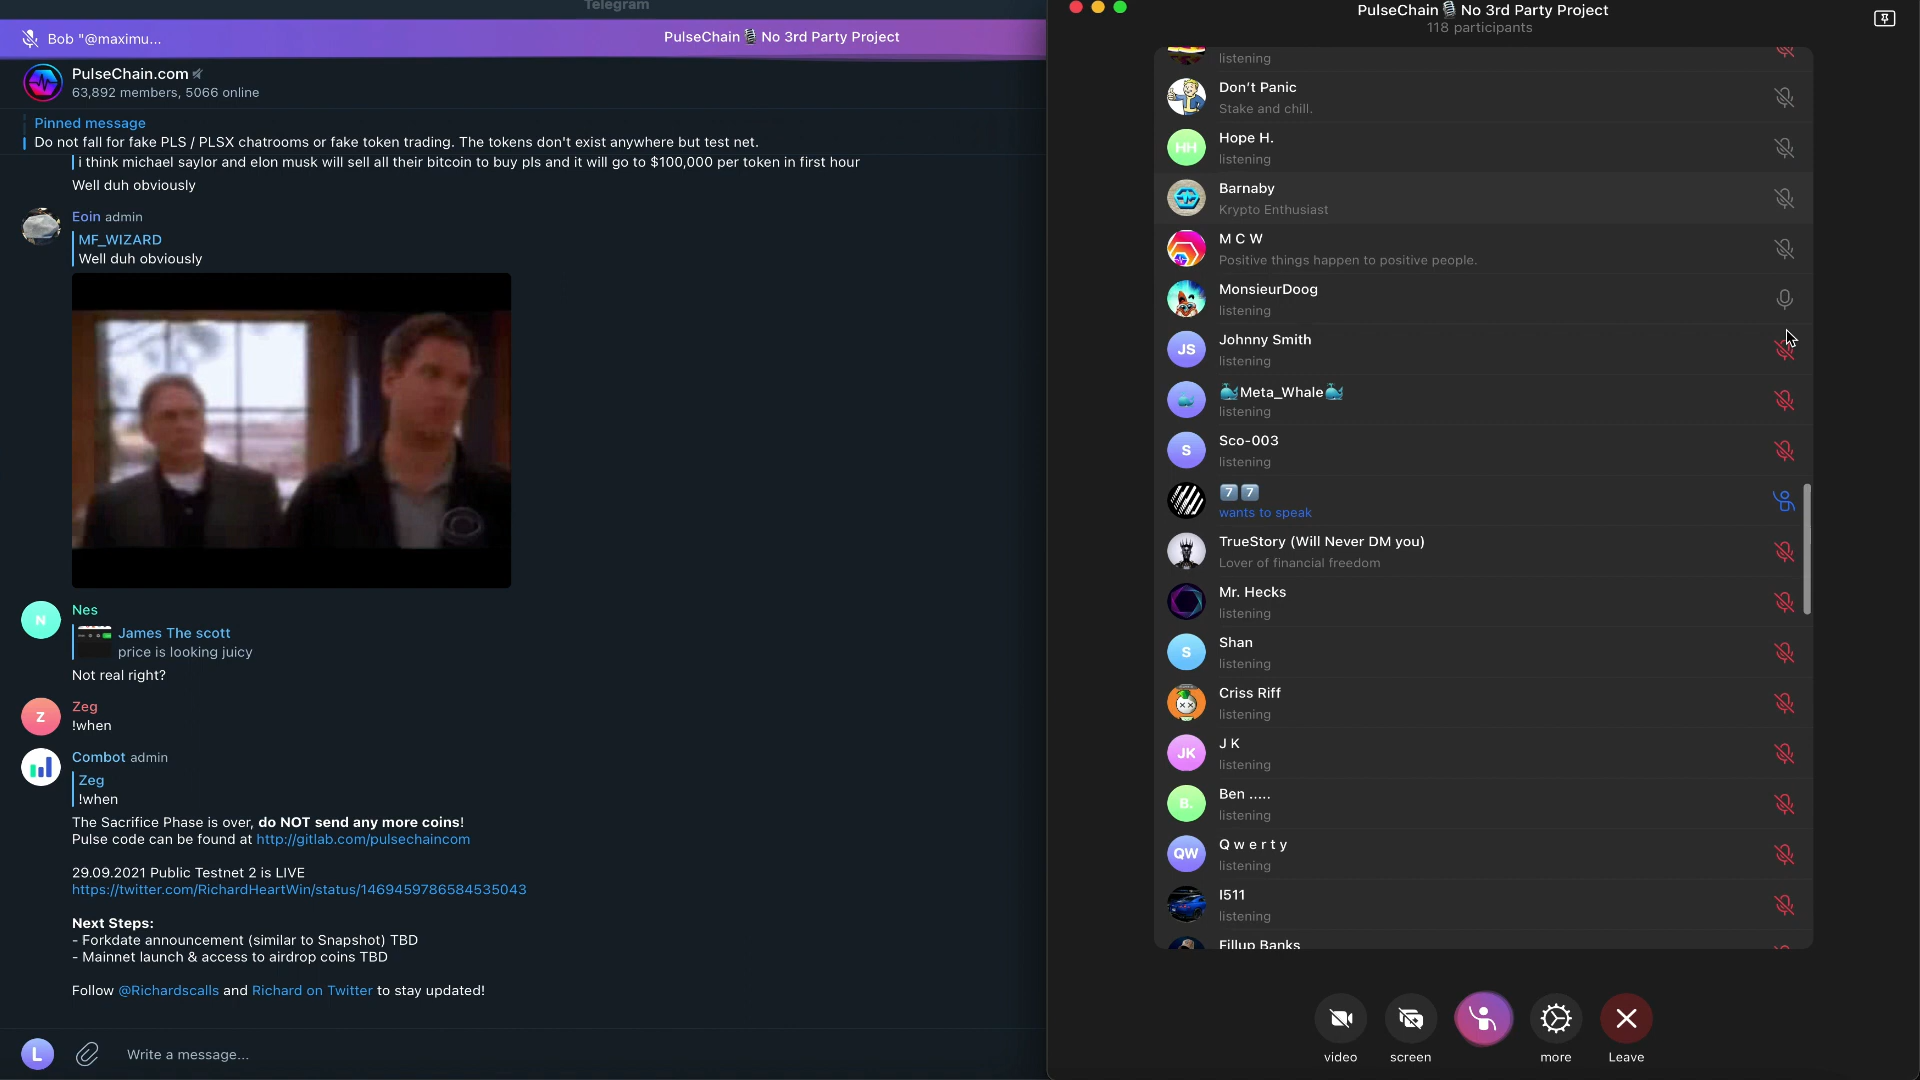 Telegram
Bob "@maximu...
PulseChain🎙️No 3rd Party Project
PulseChain.com
63,892 members, 5066 online
Pinned message
Do not fall for fake PLS / PLSX chatrooms or fake token trading. The tokens don't exist anywhere but test net.
i think michael saylor and elon musk will sell all their bitcoin to buy pls and it will go to $100,000 per token in first hour
Well duh obviously
Eoin admin
MF_WIZARD
Well duh obviously
N
Nes
James The scott
price is looking juicy
Not real right?
Z
Zeg
!when
Combot admin
Zeg
!when
The Sacrifice Phase is over, do NOT send any more coins!
Pulse code can be found at http://gitlab.com/pulsechaincom
29.09.2021 Public Testnet 2 is LIVE
https://twitter.com/RichardHeartWin/status/1469459786584535043
Next Steps:
- Forkdate announcement (similar to Snapshot) TBD
- Mainnet launch & access to airdrop coins TBD
Follow @Richardscalls and Richard on Twitter to stay updated!
L
Write a message...
PulseChain🎙️No 3rd Party Project
118 participants
listening
Don't Panic
Stake and chill.
HH
Hope H.
listening
Barnaby
Krypto Enthusiast
M C W
Positive things happen to positive people.
MonsieurDoog
listening
JS
Johnny Smith
listening
🐳Meta_Whale🐳
listening
S
Sco-003
listening
7️⃣7️⃣
wants to speak
TrueStory (Will Never DM you)
Lover of financial freedom
Mr. Hecks
listening
S
Shan
listening
Criss Riff
listening
JK
J K
listening
B.
Ben .....
listening
QW
Q w e r t y
listening
I511
listening
Fillup Banks
video
screen
more
Leave